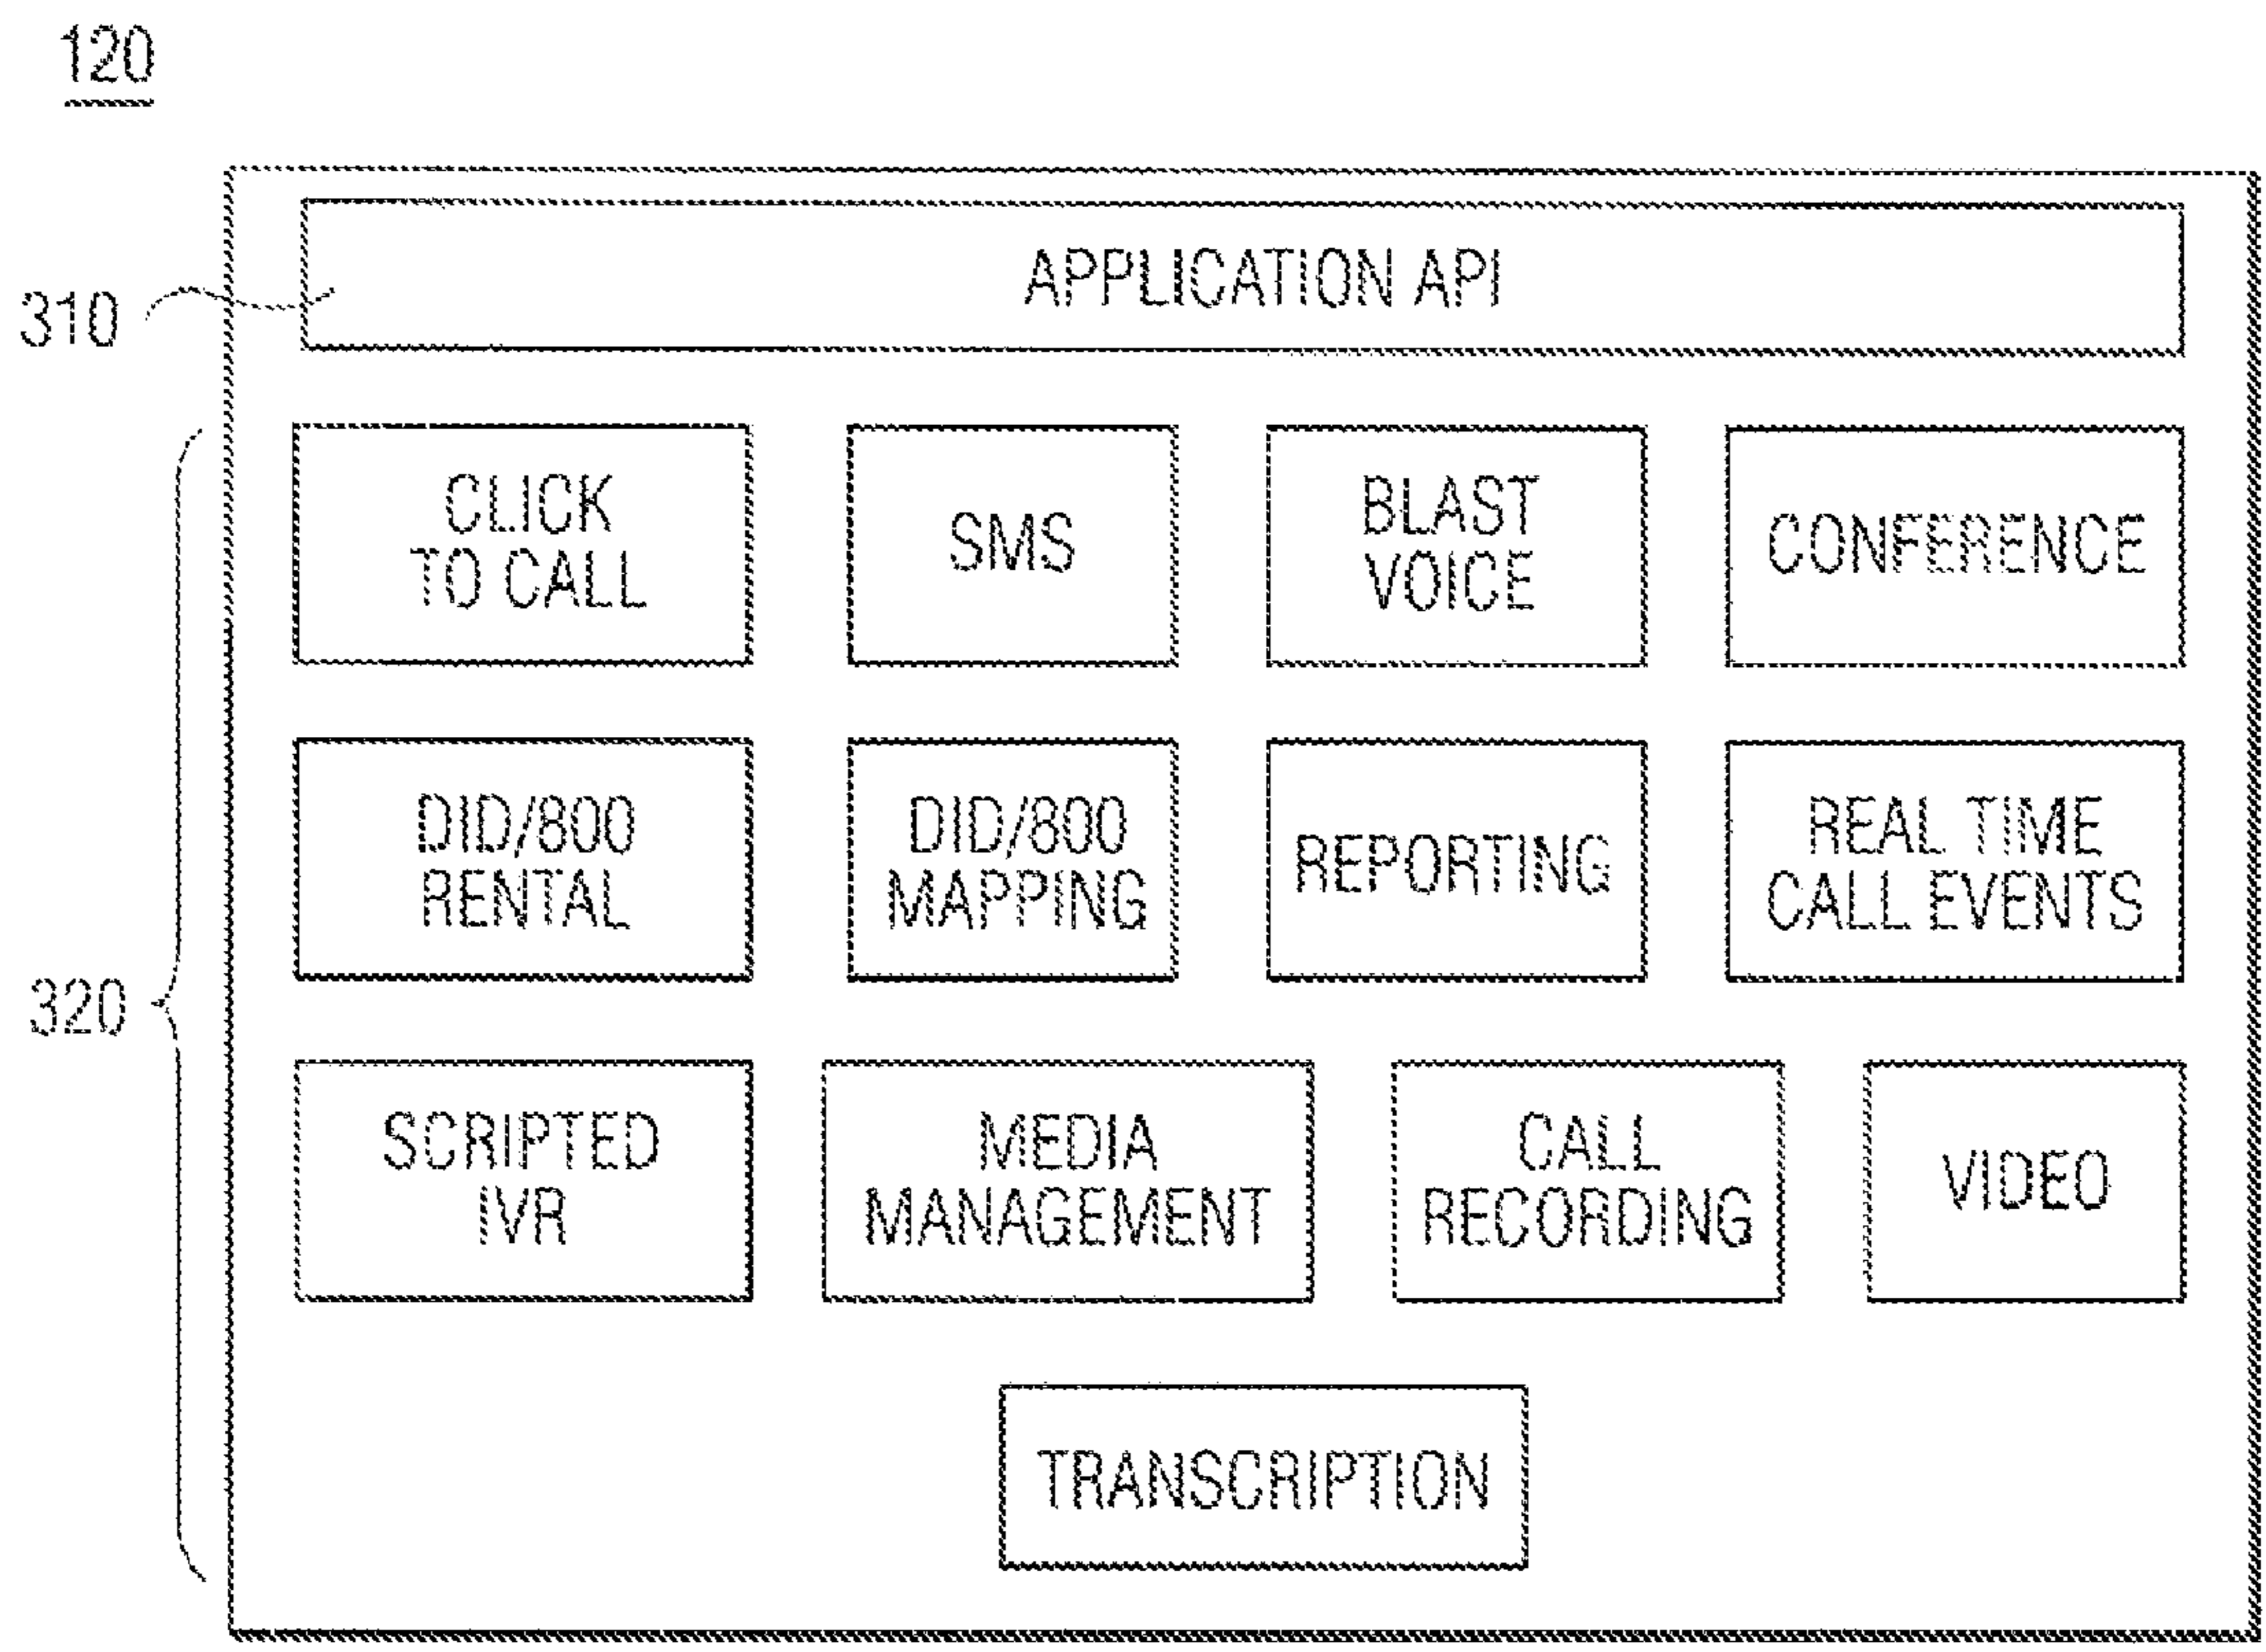 120
APPLICATION API
310
CLICK
TO CALL
SMS
BLAST
VOICE
CONFERENCE
DID/800
RENTAL
DID/800
MAPPING
REPORTING
REAL TIME
CALL EVENTS
320
SCRIPTED
IVR
MEDIA
MANAGEMENT
CALL
RECORDING
VIDEO
TRANSCRIPTION